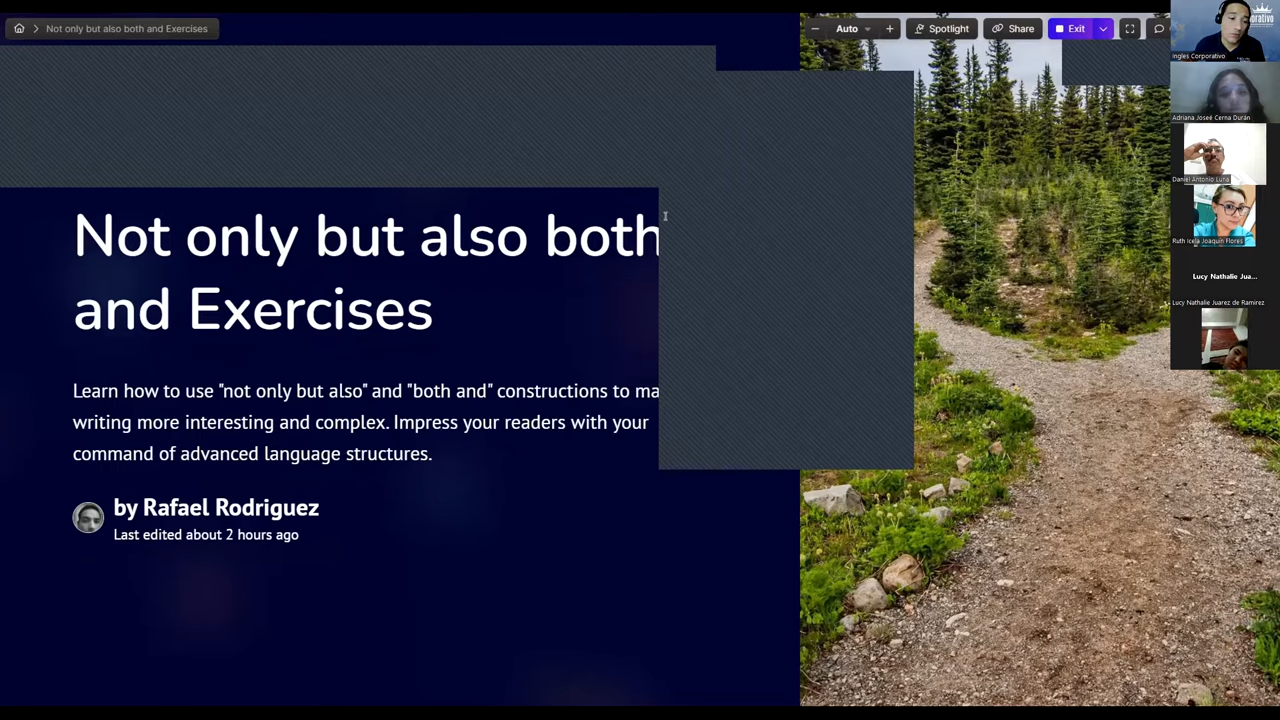 Not only but also both and Exercises
Auto
Spotlight
Share
Exit
Not only but also both
and Exercises
Learn how to use "not only but also" and "both and" constructions to ma
writing more interesting and complex. Impress your readers with your
command of advanced language structures.
by Rafael Rodriguez
Last edited about 2 hours ago
orporativo
Ingles Corporativo
Adriana Joseé Cerna Durán
Daniel Antonio Luna
Ruth Icela Joaquin Flores
Lucy Nathalie Jua...
Lucy Nathalie Juarez de Ramirez